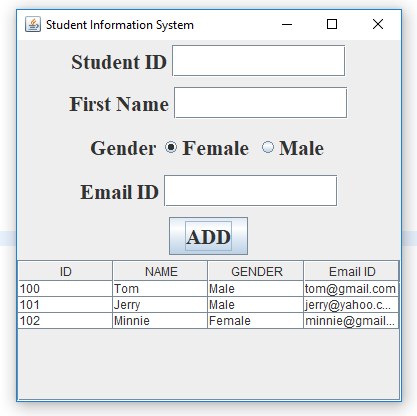 Student Information System
Student ID
First Name
Gender Female Male
Email ID
ADD
ID NAME GENDER Email ID
100 Tom Male tom@gmail.com
101 Jerry Male jerry@yahoo.c...
102 Minnie Female minnie@gmail...